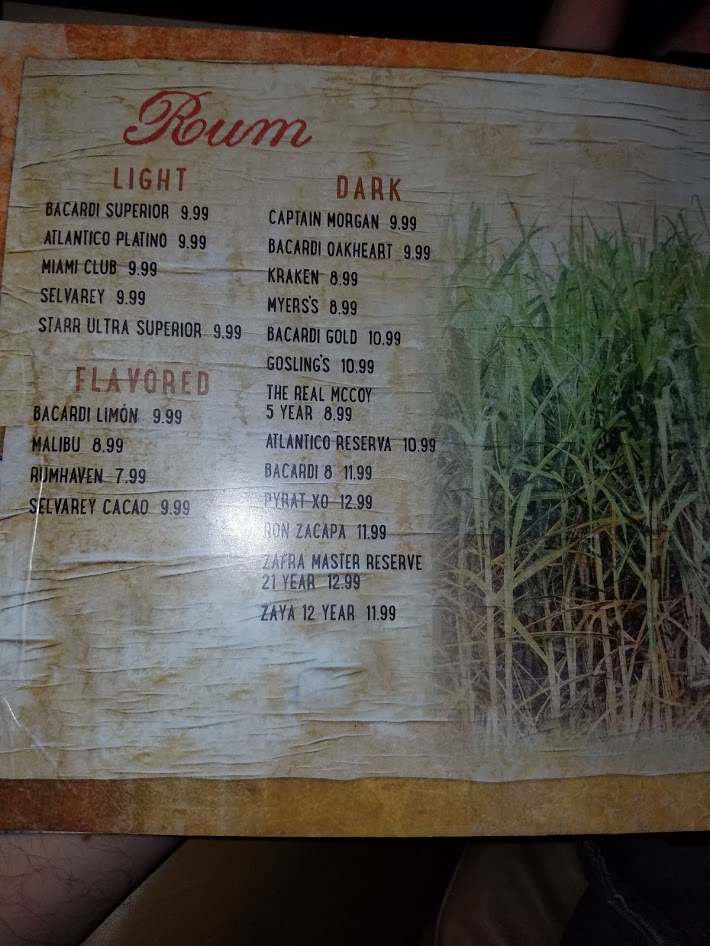 Rum
LIGHT
BACARDI SUPERIOR 9.99
ATLANTICO PLATINO 9.99
MIAMI CLUB 9.99
SELVAREY 9.99
STARR ULTRA SUPERIOR 9.99
FLAVORED
BACARDI LIMÓN 9.99
MALIBU 8.99
RUMHAVEN 7.99
SELVAREY CACAO 9.99
DARK
CAPTAIN MORGAN 9.99
BACARDI OAKHEART 9.99
KRAKEN 8.99
MYERS'S 8.99
BACARDI GOLD 10.99
GOSLING'S 10.99
THE REAL MCCOY
5 YEAR 8.99
ATLANTICO RESERVA 10.99
BACARDI 8 11.99
PYRAT XO 12.99
RON ZACAPA 11.99
ZAFRA MASTER RESERVE
21 YEAR 12.99
ZAYA 12 YEAR 11.99